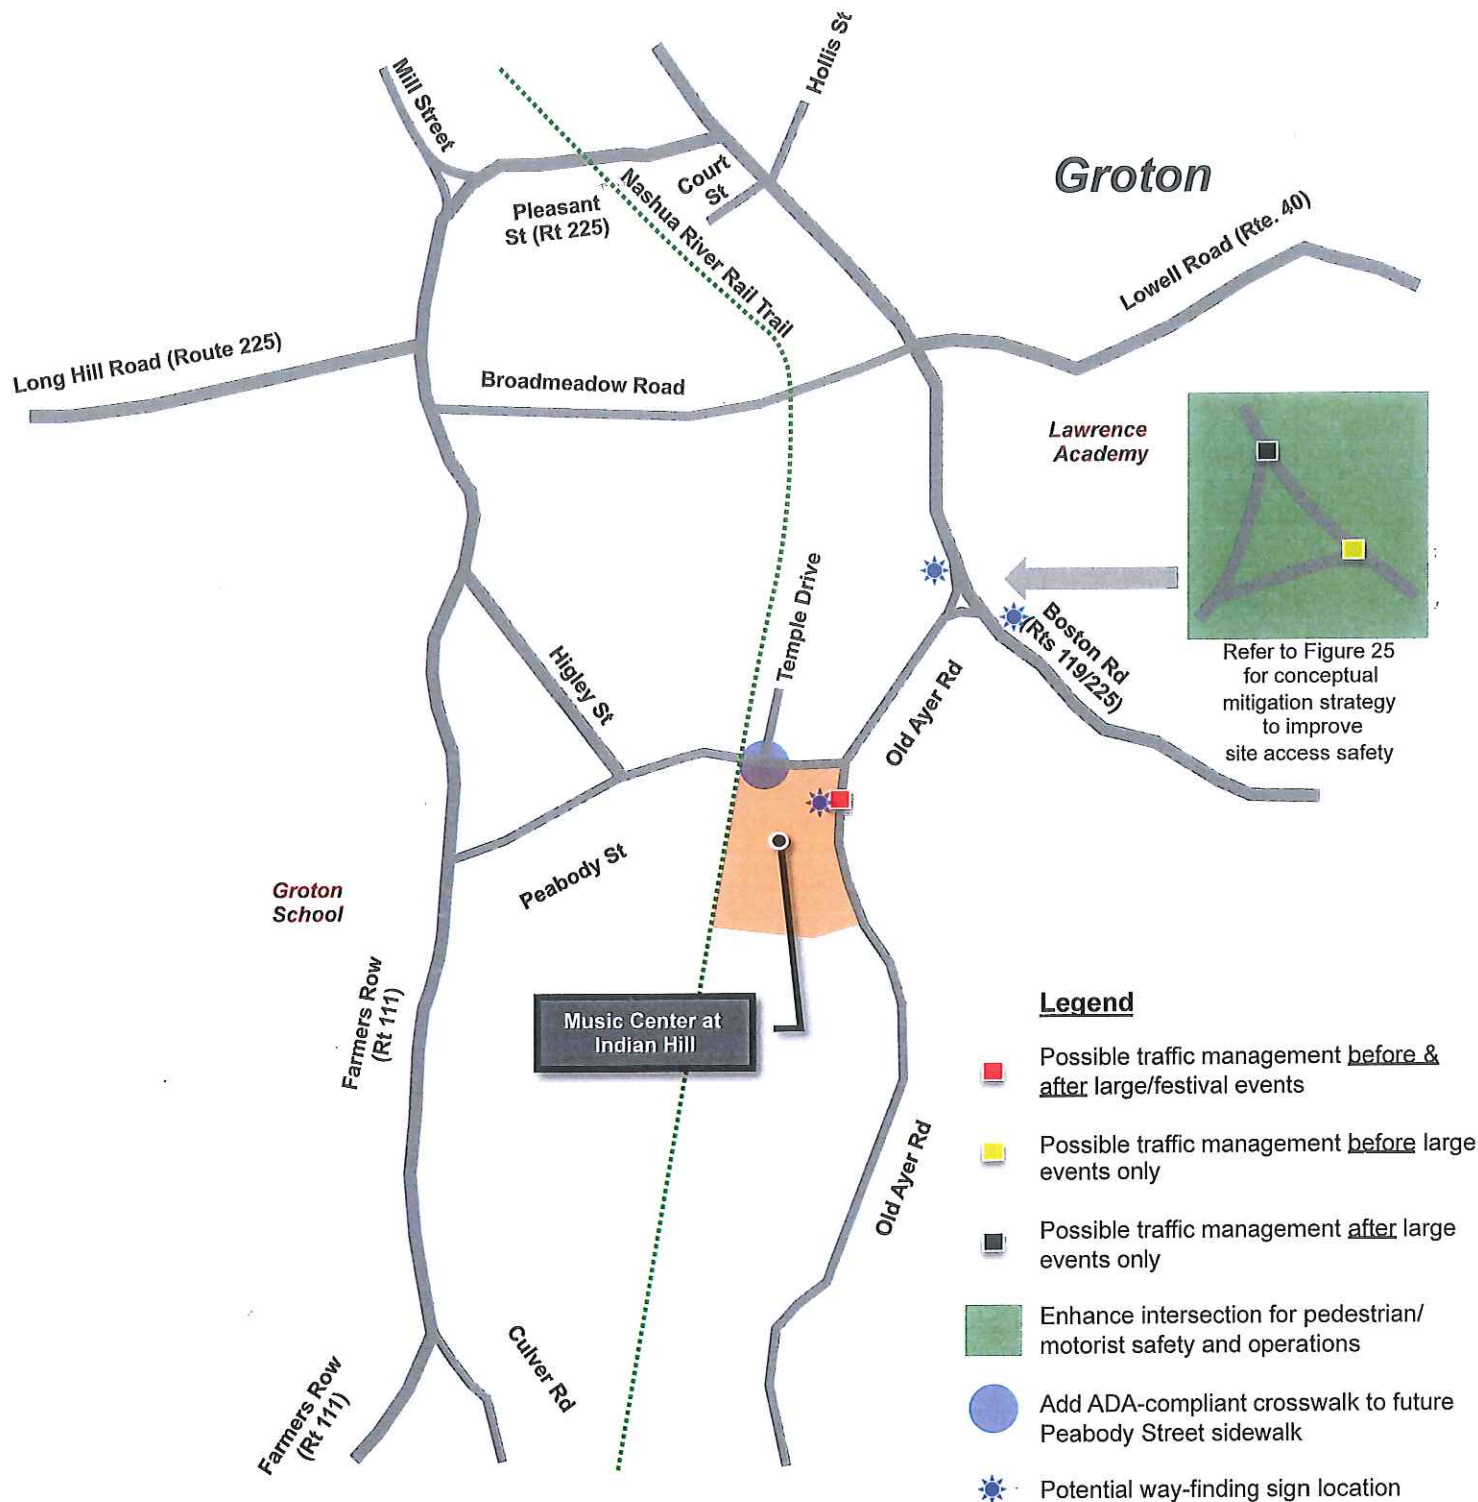 Mill Street
Hollis St
Groton
Court
St
Pleasant
St (Rt 225)
Nashua River Rail Trail
Lowell Road (Rte. 40)
Long Hill Road (Route 225)
Broadmeadow Road
Lawrence
Academy
Temple Drive
Boston Rd
(Rts 119/225)
Refer to Figure 25
for conceptual
mitigation strategy
to improve
site access safety
Higley St
Old Ayer Rd
Peabody St
Groton
School
Farmers Row
(Rt 111)
Music Center at
Indian Hill
Old Ayer Rd
Culver Rd
Farmers Row
(Rt 111)
Legend
Possible traffic management before &
after large/festival events
Possible traffic management before large
events only
Possible traffic management after large
events only
Enhance intersection for pedestrian/
motorist safety and operations
Add ADA-compliant crosswalk to future
Peabody Street sidewalk
Potential way-finding sign location